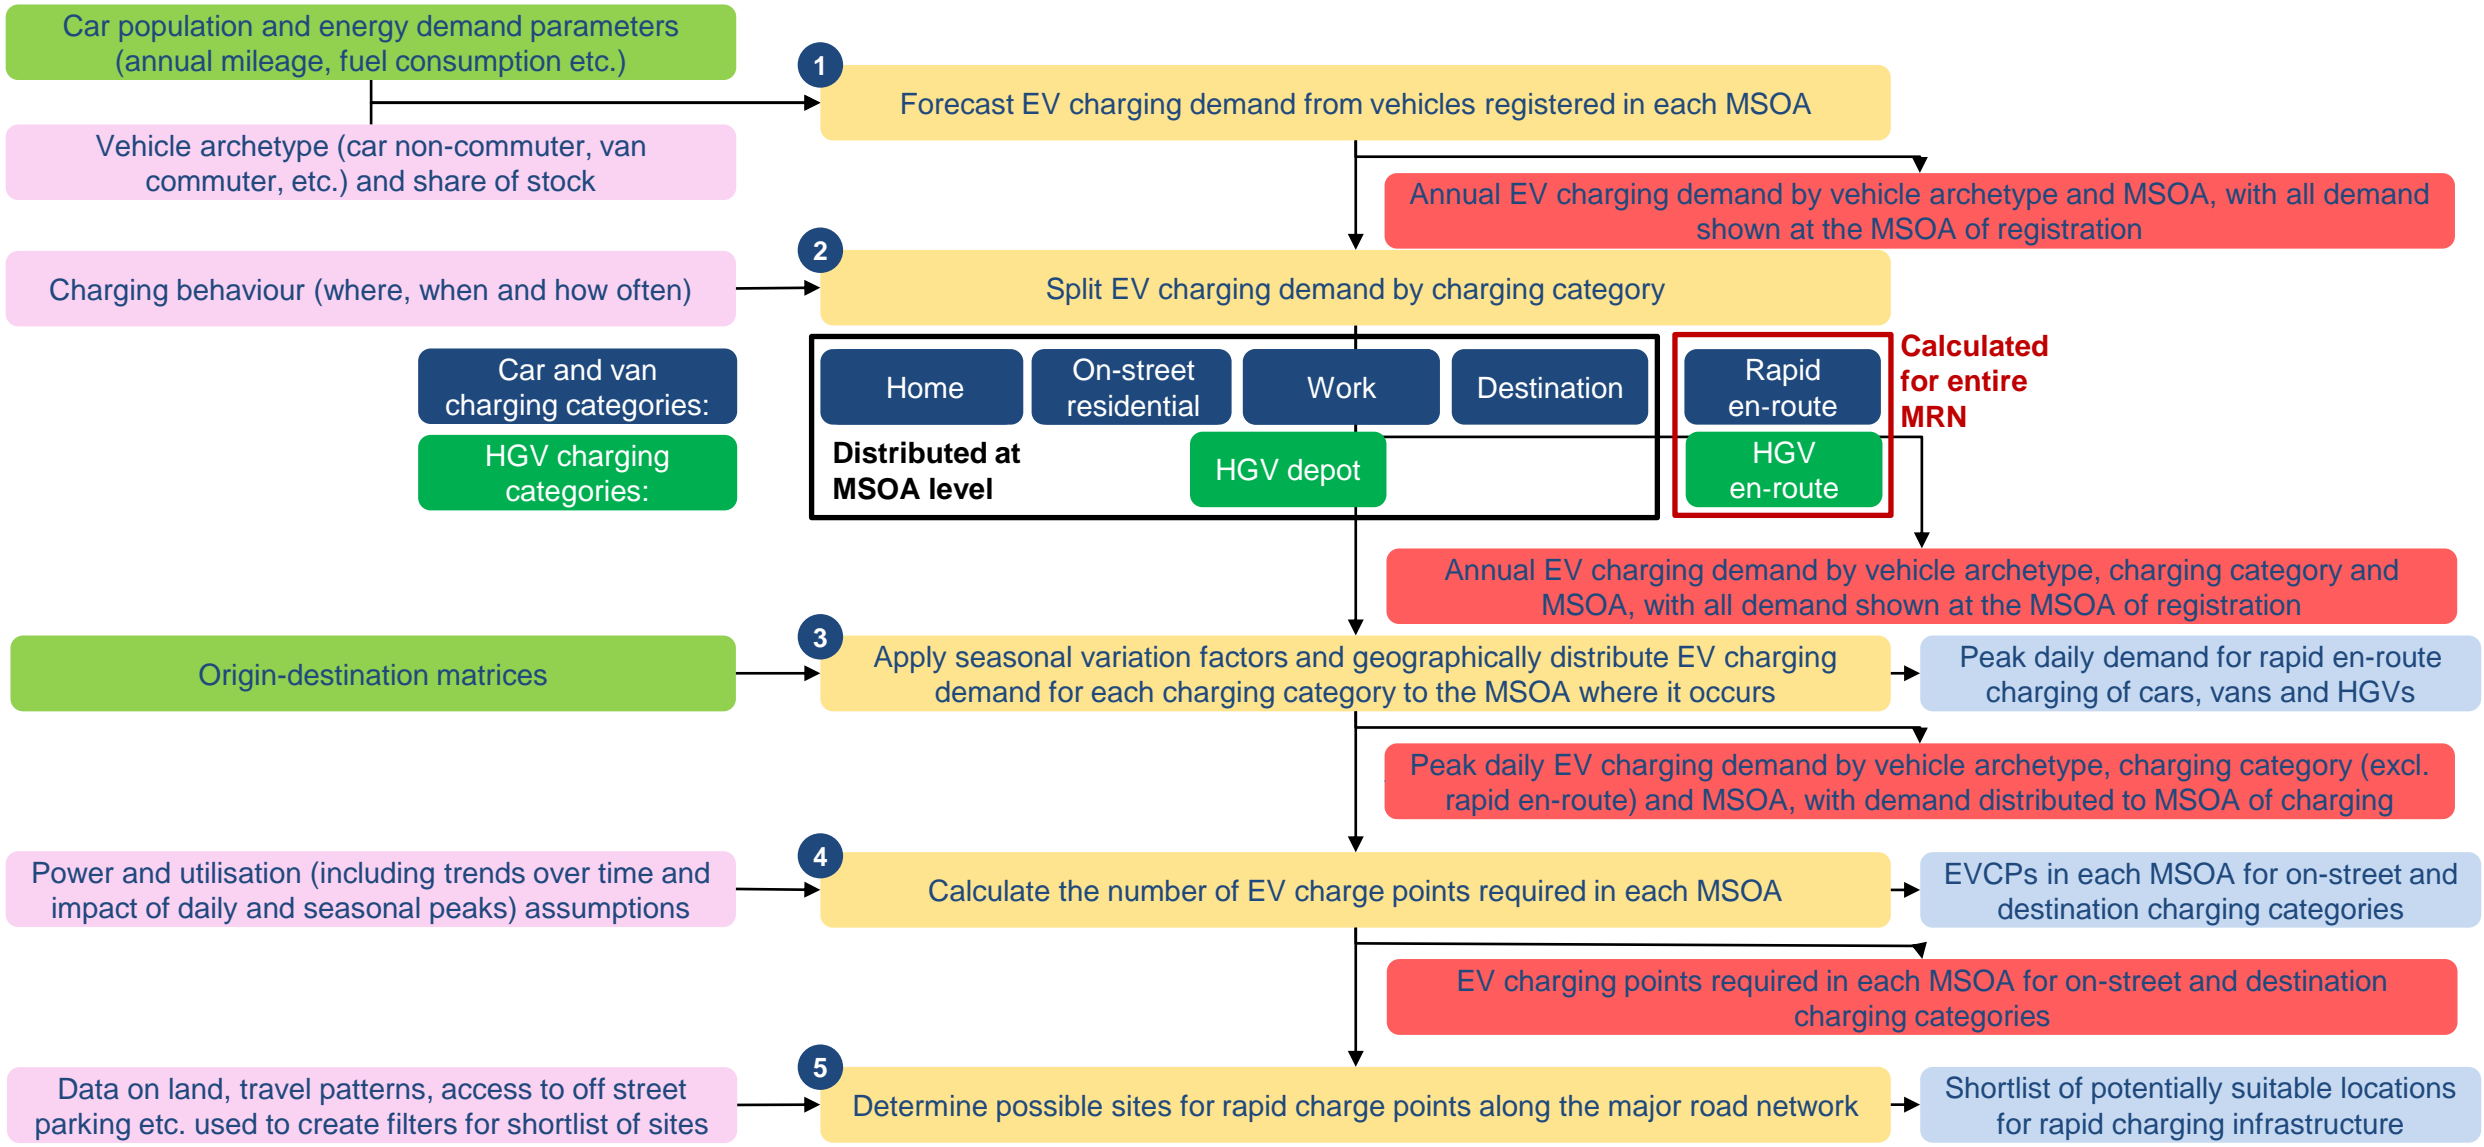 Car population and energy demand parameters
(annual mileage, fuel consumption etc.)
1
Forecast EV charging demand from vehicles registered in each MSOA
Vehicle archetype (car non-commuter, van
commuter, etc.) and share of stock
Annual EV charging demand by vehicle archetype and MSOA, with all demand
shown at the MSOA of registration
2
Charging behaviour (where, when and how often)
Split EV charging demand by charging category
Car and van
charging categories:
Home
On-street
residential
Work
Destination
Rapid
en-route
Calculated
for entire
MRN
HGV charging
categories:
Distributed at
MSOA level
HGV depot
HGV
en-route
Annual EV charging demand by vehicle archetype, charging category and
MSOA, with all demand shown at the MSOA of registration
3
Origin-destination matrices
Apply seasonal variation factors and geographically distribute EV charging
demand for each charging category to the MSOA where it occurs
Peak daily demand for rapid en-route
charging of cars, vans and HGVs
Peak daily EV charging demand by vehicle archetype, charging category (excl.
rapid en-route) and MSOA, with demand distributed to MSOA of charging
4
Power and utilisation (including trends over time and
impact of daily and seasonal peaks) assumptions
Calculate the number of EV charge points required in each MSOA
EVCPs in each MSOA for on-street and
destination charging categories
EV charging points required in each MSOA for on-street and destination
charging categories
5
Data on land, travel patterns, access to off street
parking etc. used to create filters for shortlist of sites
Determine possible sites for rapid charge points along the major road network
Shortlist of potentially suitable locations
for rapid charging infrastructure